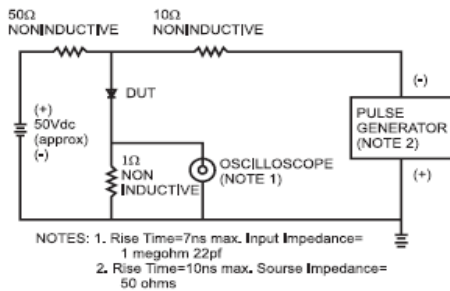 50Ω
NONINDUCTIVE
10Ω
NONINDUCTIVE
(+)
50Vdc
(approx)
(-)
DUT
1Ω
NON
INDUCTIVE
OSCILLOSCOPE
(NOTE 1)
(-)
PULSE
GENERATOR
(NOTE 2)
(+)
NOTES: 1. Rise Time=7ns max. Input Impedance=
1 megohm 22pf
2. Rise Time=10ns max. Sourse Impedance=
50 ohms